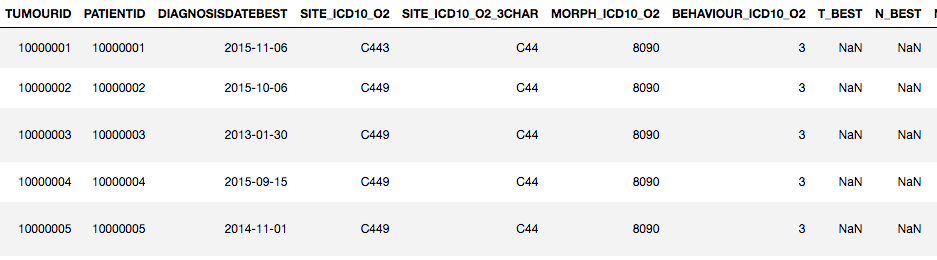 TUMOURID PATIENTID DIAGNOSISDATEBEST SITE_ICD10_O2 SITE_ICD10_O2_3CHAR MORPH_ICD10_O2 BEHAVIOUR_ICD10_O2 T_BEST N_BEST
10000001 10000001 2015-11-06 C443 C44 8090 3 NaN NaN
10000002 10000002 2015-10-06 C449 C44 8090 3 NaN NaN
10000003 10000003 2013-01-30 C449 C44 8090 3 NaN NaN
10000004 10000004 2015-09-15 C449 C44 8090 3 NaN NaN
10000005 10000005 2014-11-01 C449 C44 8090 3 NaN NaN